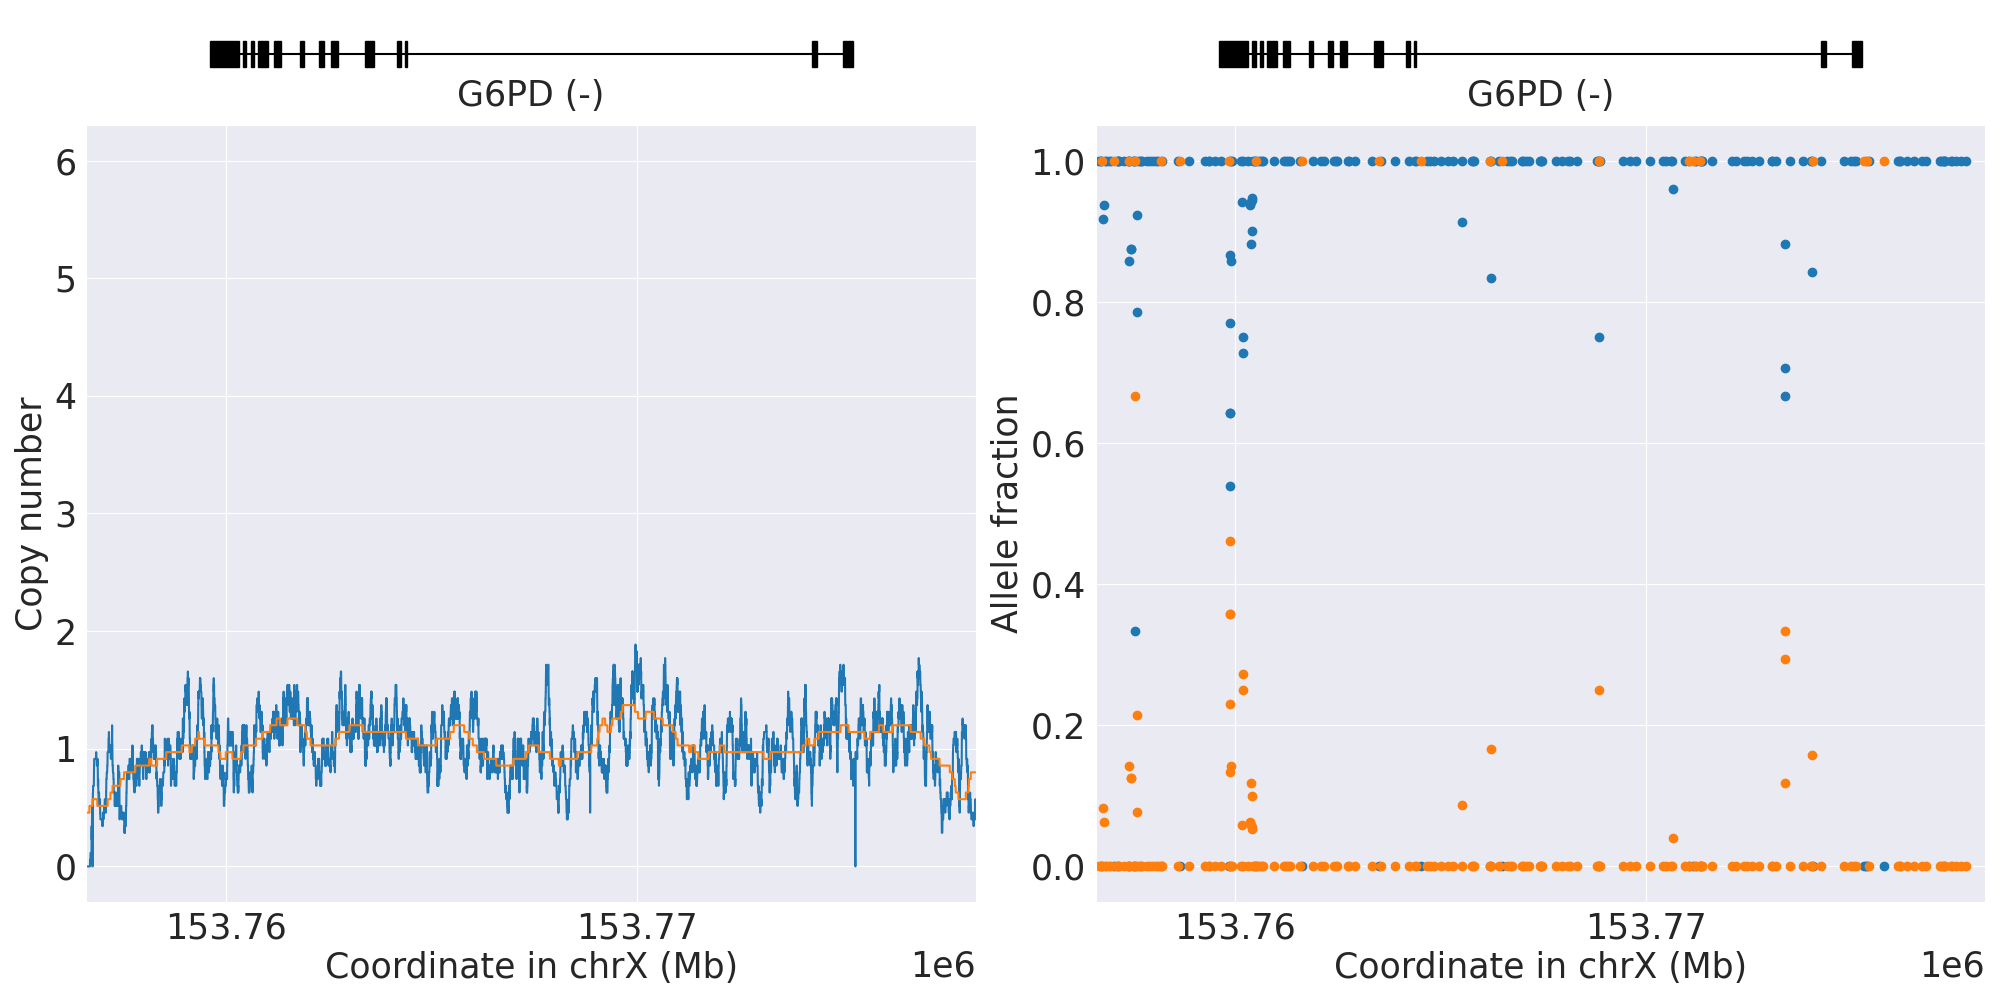 G6PD (-)
G6PD (-)
6
5
4
3
2
1
0
Copy number
153.76
153.77
Coordinate in chrX (Mb)
1e6
1.0
0.8
0.6
0.4
0.2
0.0
Allele fraction
153.76
153.77
Coordinate in chrX (Mb)
1e6